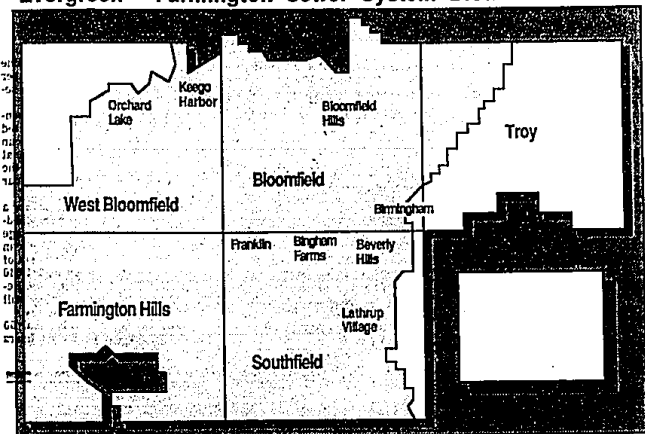 Evergreen - Farmington Sewer System
Orchard
Lake
Keego
Harbor
Bloomfield
Hills
Troy
Bloomfield
West Bloomfield
Birmingham
Franklin
Bingham
Farms
Beverly
Hills
Farmington Hills
Lathrup
Village
Southfield